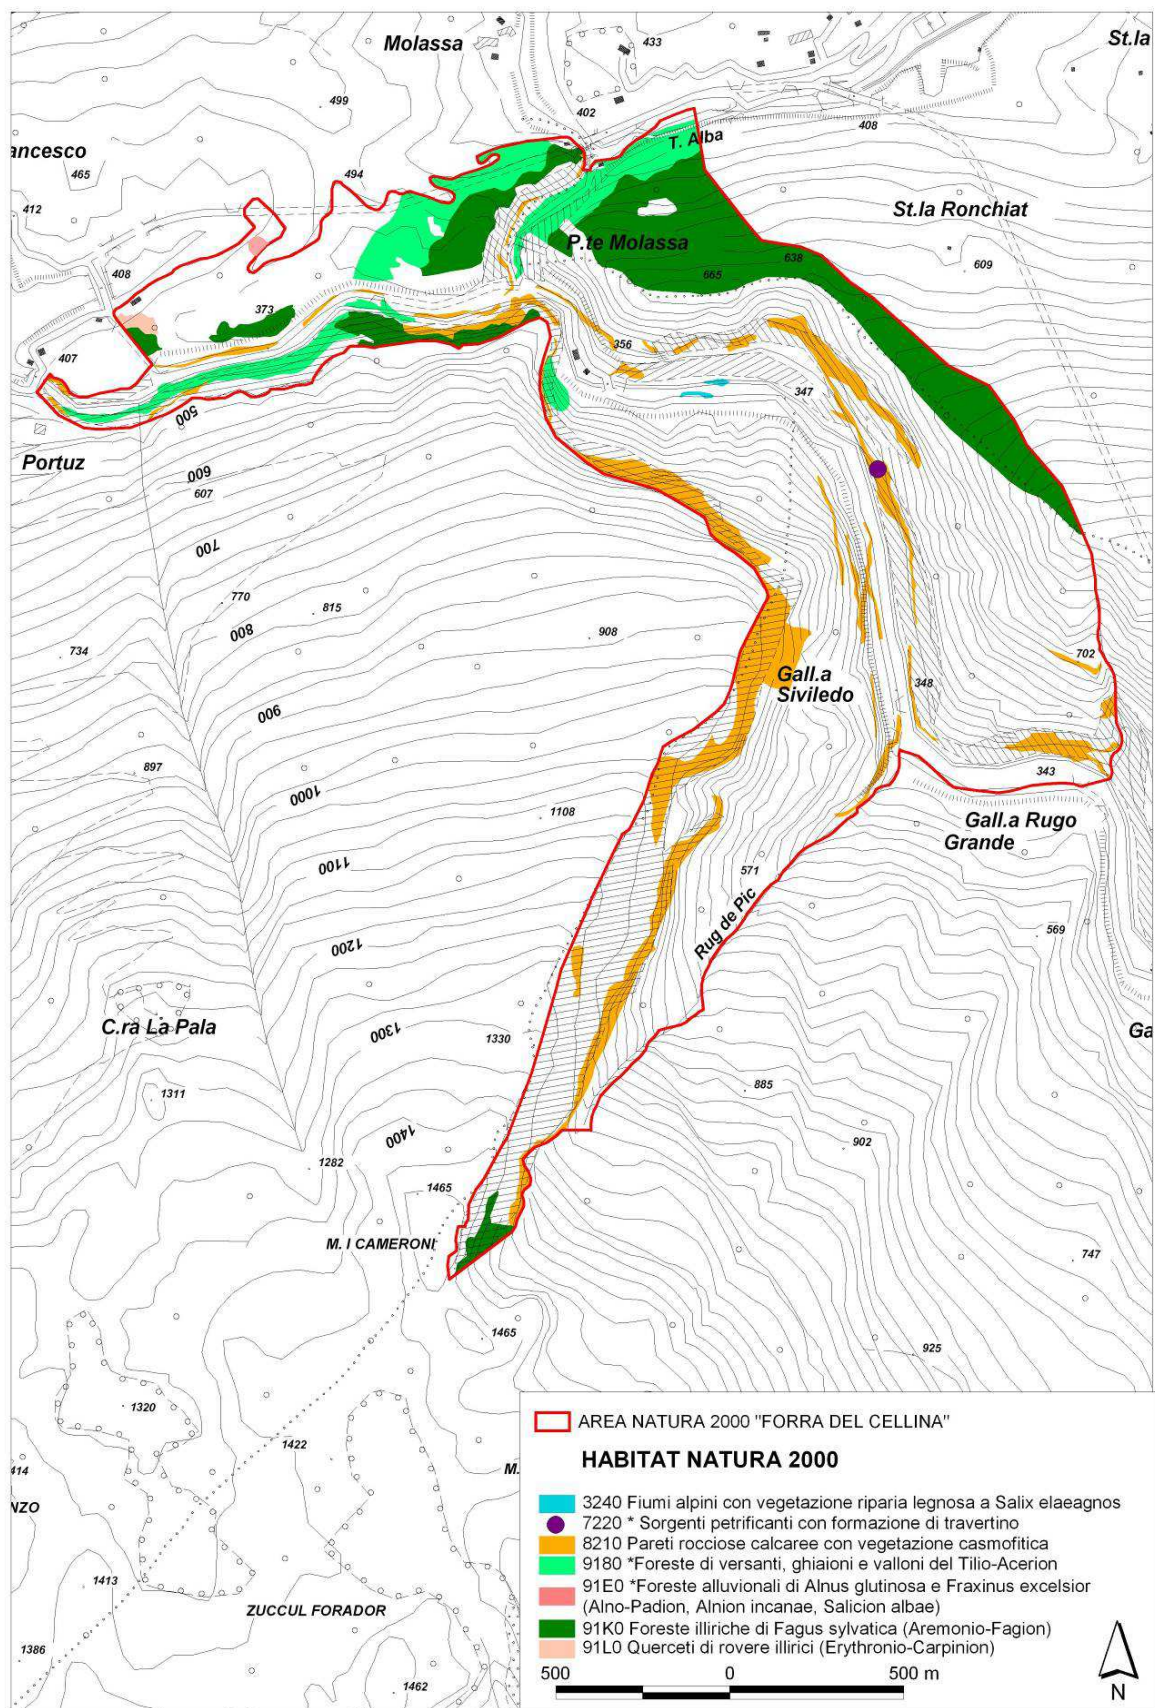 Molassa
433
St.la
499
402
408
T. Alba
ancesco
465
494
412
St.la Ronchiat
P.te Molassa
638
609
408
665
373
407
356
347
500
Portuz
600
607
700
770
815
800
908
734
702
Gall.a
Siviledo
348
900
897
343
1000
1108
Gall.a Rugo
Grande
1100
571
Rug de Pic
569
1200
C.ra La Pala
1300
1330
Ga
1311
885
1400
902
1282
1465
M. I CAMERONI
747
1465
925
1320
1422
414
M.
NZO
1413
ZUCCUL FORADOR
1386
1462
AREA NATURA 2000 "FORRA DEL CELLINA"
HABITAT NATURA 2000
3240 Fiumi alpini con vegetazione riparia legnosa a Salix elaeagnos
7220 * Sorgenti petrificanti con formazione di travertino
8210 Pareti rocciose calcaree con vegetazione casmofitica
9180 *Foreste di versanti, ghiaioni e valloni del Tilio-Acerion
91E0 *Foreste alluvionali di Alnus glutinosa e Fraxinus excelsior
(Alno-Padion, Alnion incanae, Salicion albae)
91K0 Foreste illiriche di Fagus sylvatica (Aremonio-Fagion)
91L0 Querceti di rovere illirici (Erythronio-Carpinion)
500 0 500 m
N